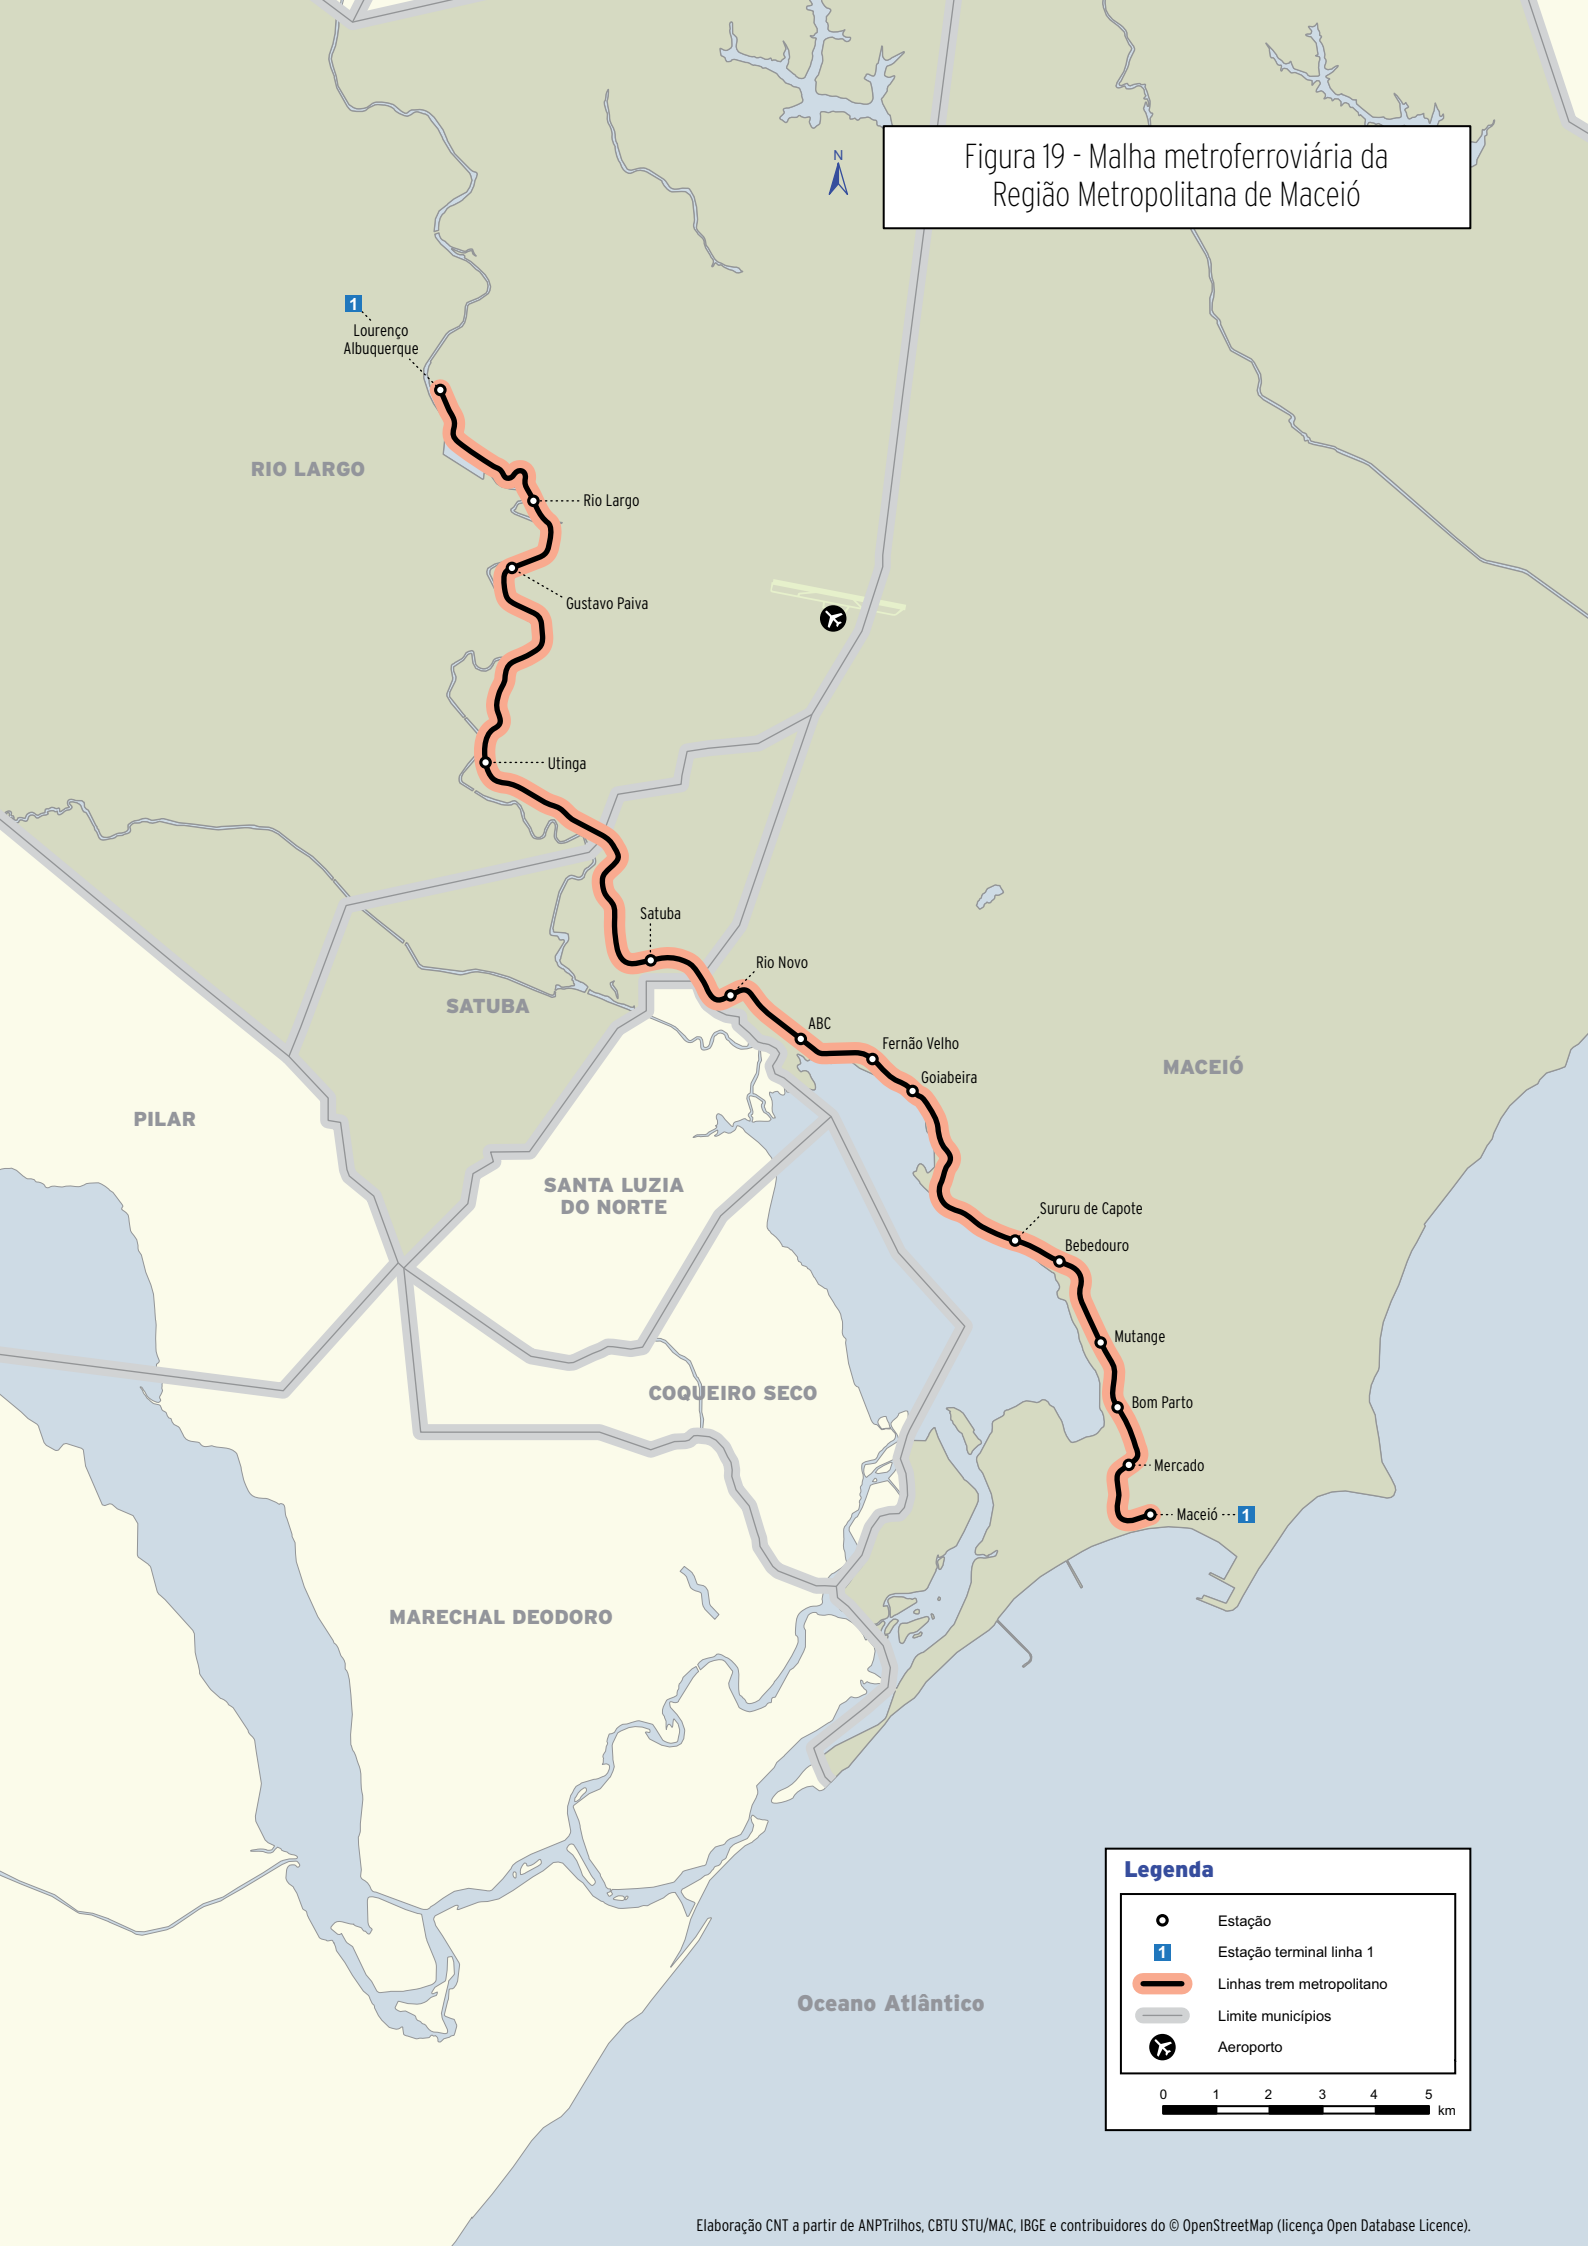 Figura 19 - Malha metroferroviária da
Região Metropolitana de Maceió
N
1
Lourenço
Albuquerque
RIO LARGO
Rio Largo
Gustavo Paiva
Utinga
Satuba
Rio Novo
SATUBA
ABC
Fernão Velho
MACEIÓ
Goiabeira
PILAR
SANTA LUZIA
DO NORTE
Sururu de Capote
Bebedouro
Mutange
COQUEIRO SECO
Bom Parto
Mercado
Maceió
1
MARECHAL DEODORO
Oceano Atlântico
Legenda
Estação
1 Estação terminal linha 1
Linhas trem metropolitano
Limite municípios
Aeroporto
0 1 2 3 4 5
km
Elaboração CNT a partir de ANPTrilhos, CBTU STU/MAC, IBGE e contribuidores do © OpenStreetMap (licença Open Database Licence).